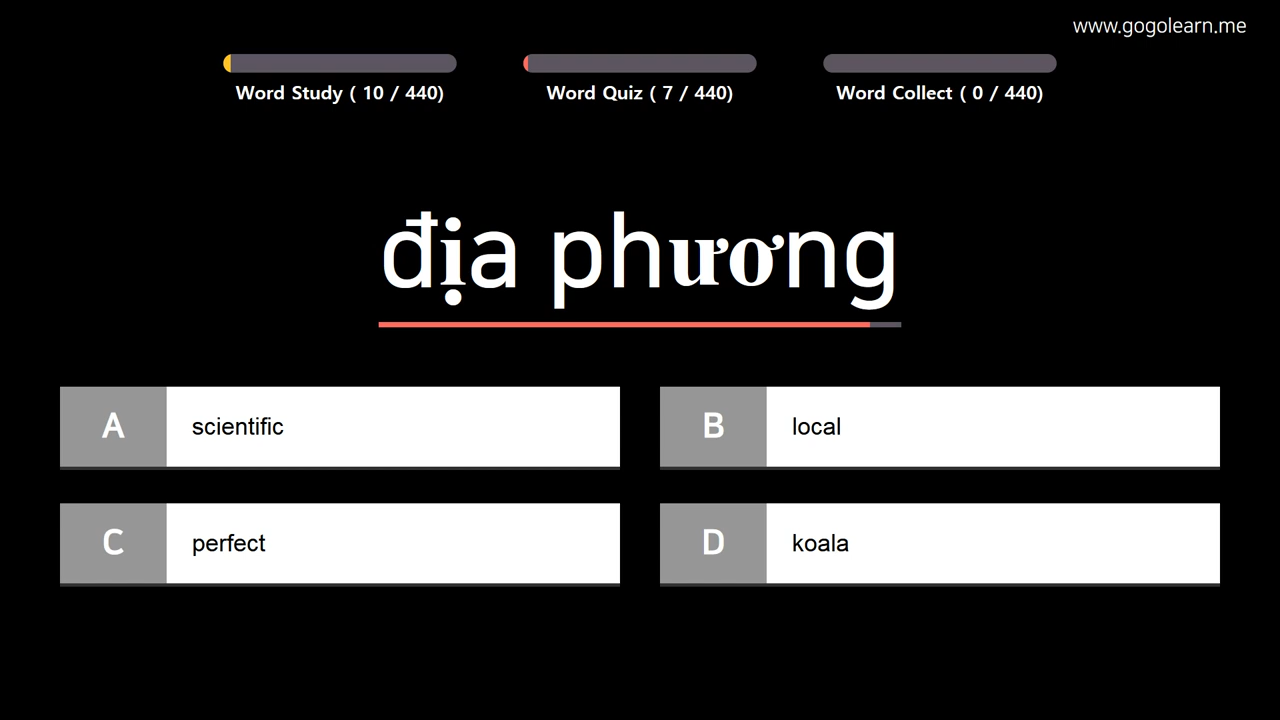 www.gogolearn.me
Word Study ( 10 / 440)
Word Quiz ( 7 / 440)
Word Collect ( 0 / 440)
địa phương
A scientific
B local
C perfect
D koala